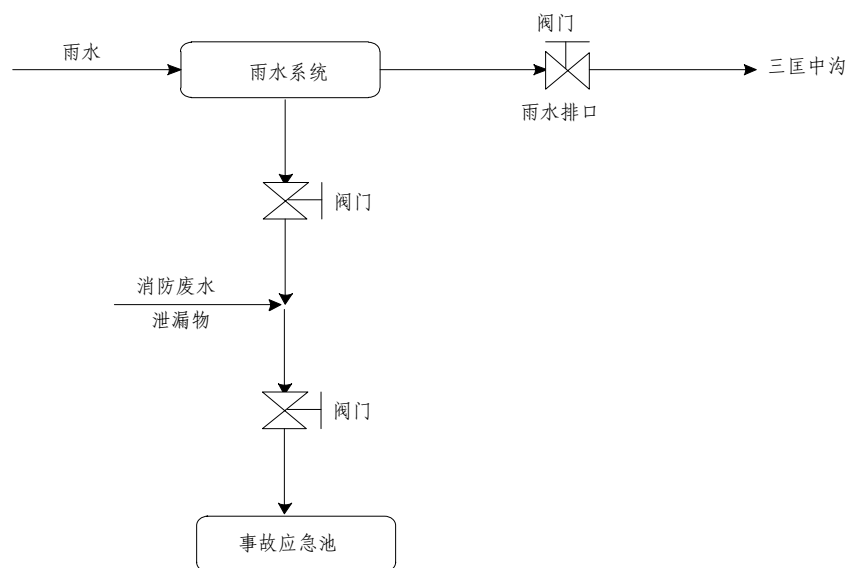 阀门
雨水
雨水系统
三匡中沟
雨水排口
阀门
消防废水
泄漏物
阀门
事故应急池